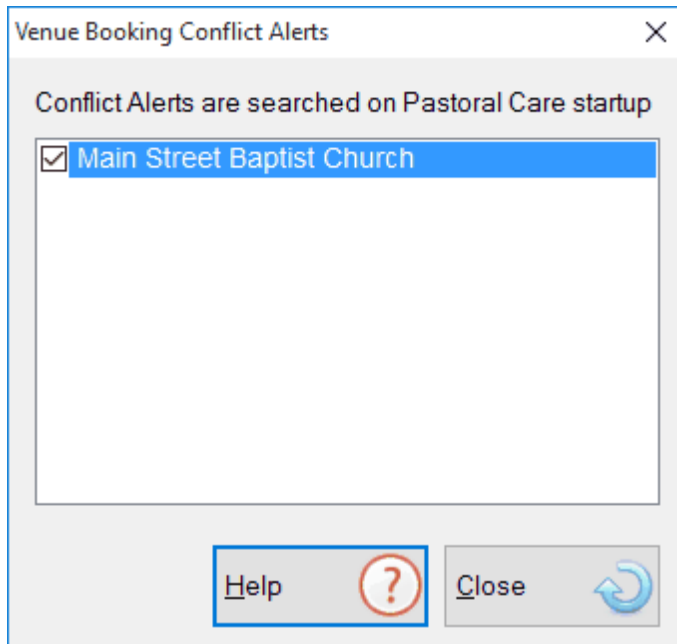 Venue Booking Conflict Alerts
Conflict Alerts are searched on Pastoral Care startup
Main Street Baptist Church
Help
?
Close